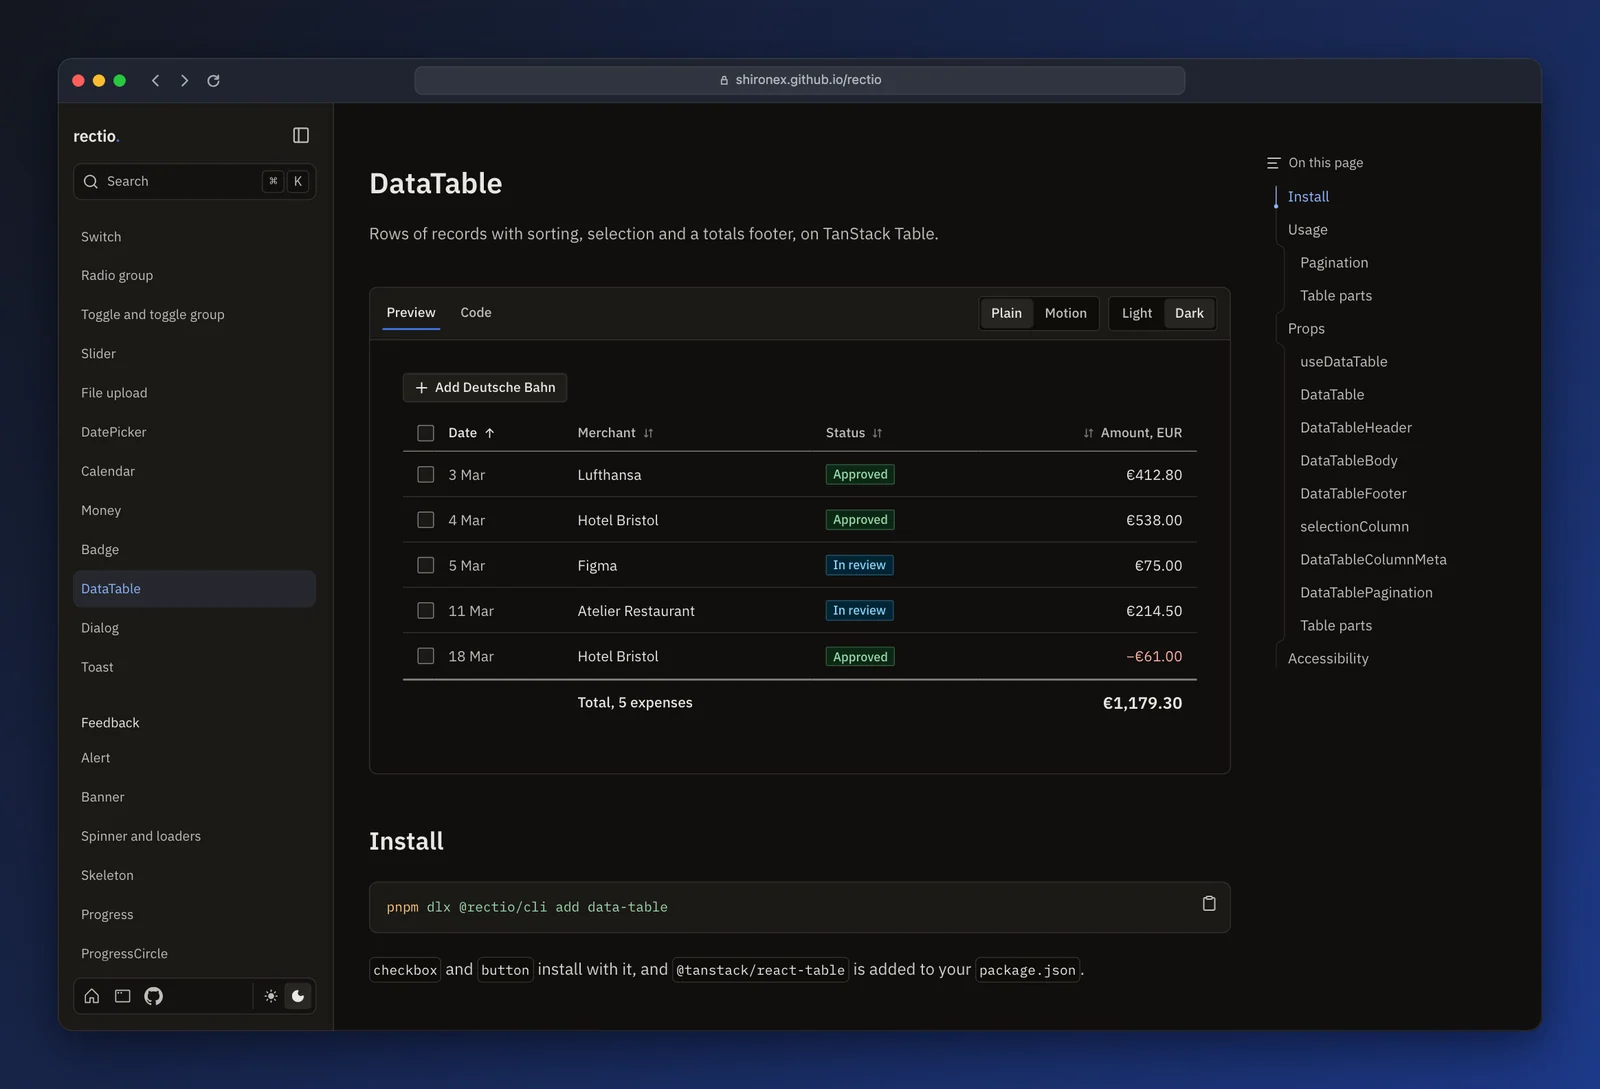 shironex.github.io/rectio
rectio.
Search ⌘ K
Switch
Radio group
Toggle and toggle group
Slider
File upload
DatePicker
Calendar
Money
Badge
DataTable
Dialog
Toast
Feedback
Alert
Banner
Spinner and loaders
Skeleton
Progress
ProgressCircle
DataTable
Rows of records with sorting, selection and a totals footer, on TanStack Table.
Preview Code Plain Motion Light Dark
Add Deutsche Bahn
Date Merchant Status Amount, EUR
3 Mar Lufthansa Approved €412.80
4 Mar Hotel Bristol Approved €538.00
5 Mar Figma In review €75.00
11 Mar Atelier Restaurant In review €214.50
18 Mar Hotel Bristol Approved −€61.00
Total, 5 expenses €1,179.30
Install
pnpm dlx @rectio/cli add data-table
checkbox and button install with it, and @tanstack/react-table is added to your package.json.
On this page
Install
Usage
Pagination
Table parts
Props
useDataTable
DataTable
DataTableHeader
DataTableBody
DataTableFooter
selectionColumn
DataTableColumnMeta
DataTablePagination
Table parts
Accessibility